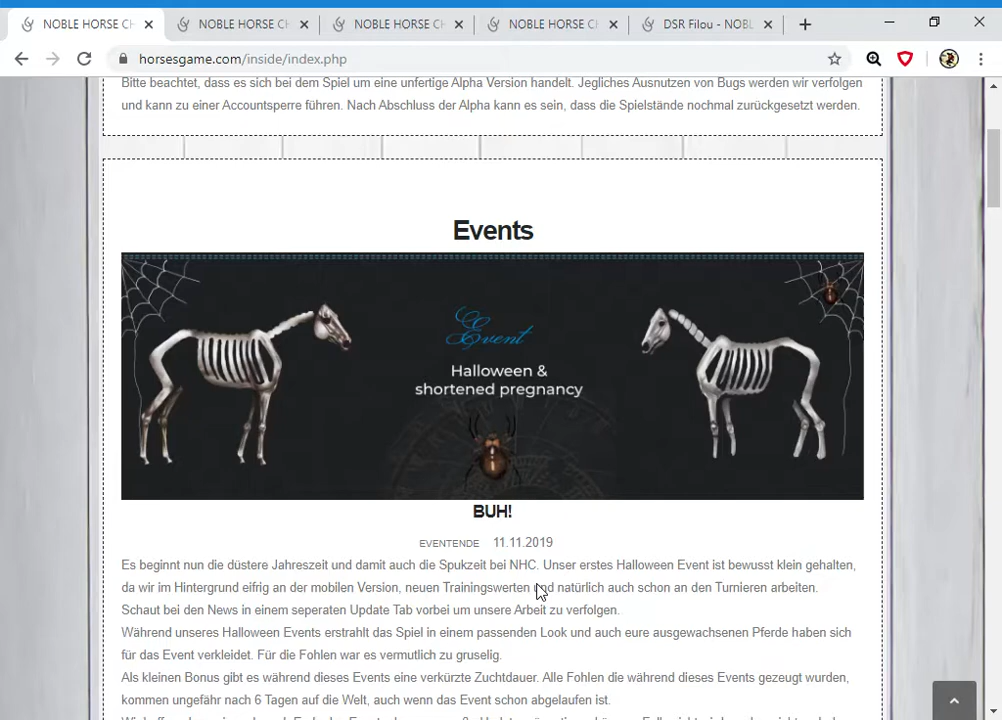 NOBLE HORSE CH
NOBLE HORSE CH
NOBLE HORSE CH
NOBLE HORSE CH
DSR Filou - NOBL
horsesgame.com/inside/index.php
Bitte beachtet, dass es sich bei dem Spiel um eine unfertige Alpha Version handelt. Jegliches Ausnutzen von Bugs werden wir verfolgen
und kann zu einer Accountsperre führen. Nach Abschluss der Alpha kann es sein, dass die Spielstände nochmal zurückgesetzt werden.
Events
Event
Halloween &
shortened pregnancy
BUH!
EVENTENDE 11.11.2019
Es beginnt nun die düstere Jahreszeit und damit auch die Spukzeit bei NHC. Unser erstes Halloween Event ist bewusst klein gehalten,
da wir im Hintergrund eifrig an der mobilen Version, neuen Trainingswerten und natürlich auch schon an den Turnieren arbeiten.
Schaut bei den News in einem seperaten Update Tab vorbei um unsere Arbeit zu verfolgen.
Während unseres Halloween Events erstrahlt das Spiel in einem passenden Look und auch eure ausgewachsenen Pferde haben sich
für das Event verkleidet. Für die Fohlen war es vermutlich zu gruselig.
Als kleinen Bonus gibt es während dieses Events eine verkürzte Zuchtdauer. Alle Fohlen die während dieses Events gezeugt wurden,
kommen ungefähr nach 6 Tagen auf die Welt, auch wenn das Event schon abgelaufen ist.